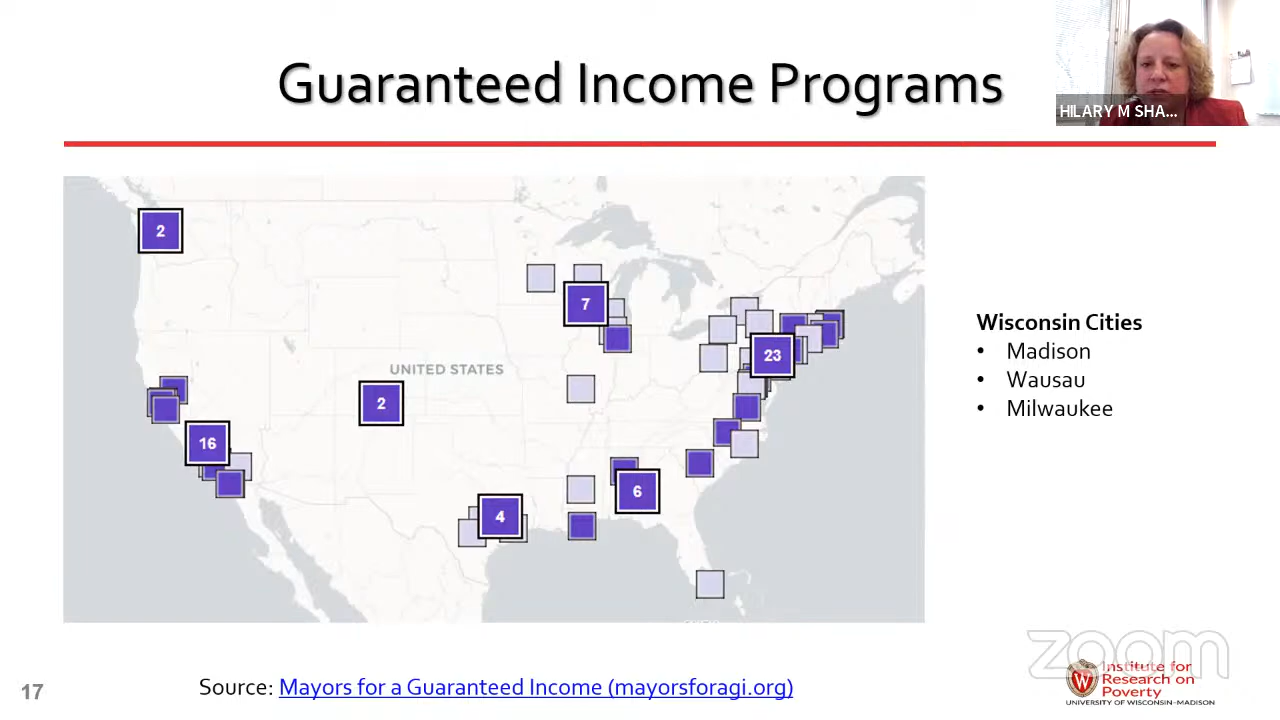 Guaranteed Income Programs
HILARY M SHA...
2
7
23
UNITED STATES
2
16
6
4
Wisconsin Cities
• Madison
• Wausau
• Milwaukee
zoom
17
Source: Mayors for a Guaranteed Income (mayorsforagi.org)
W
Institute for
Research on
Poverty
UNIVERSITY OF WISCONSIN-MADISON